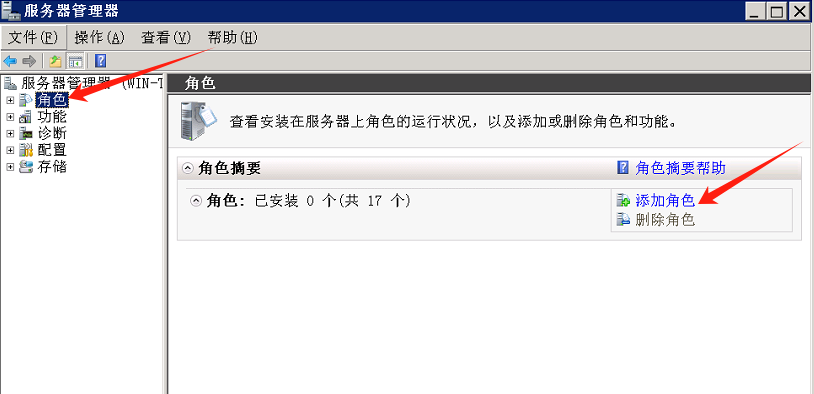 服务器管理器
文件(F) 操作(A) 查看(V) 帮助(H)
服务器管理器 (WIN-T
角色
功能
诊断
配置
存储
角色
查看安装在服务器上角色的运行状况，以及添加或删除角色和功能。
角色摘要
角色摘要帮助
角色: 已安装 0 个(共 17 个)
添加角色
删除角色